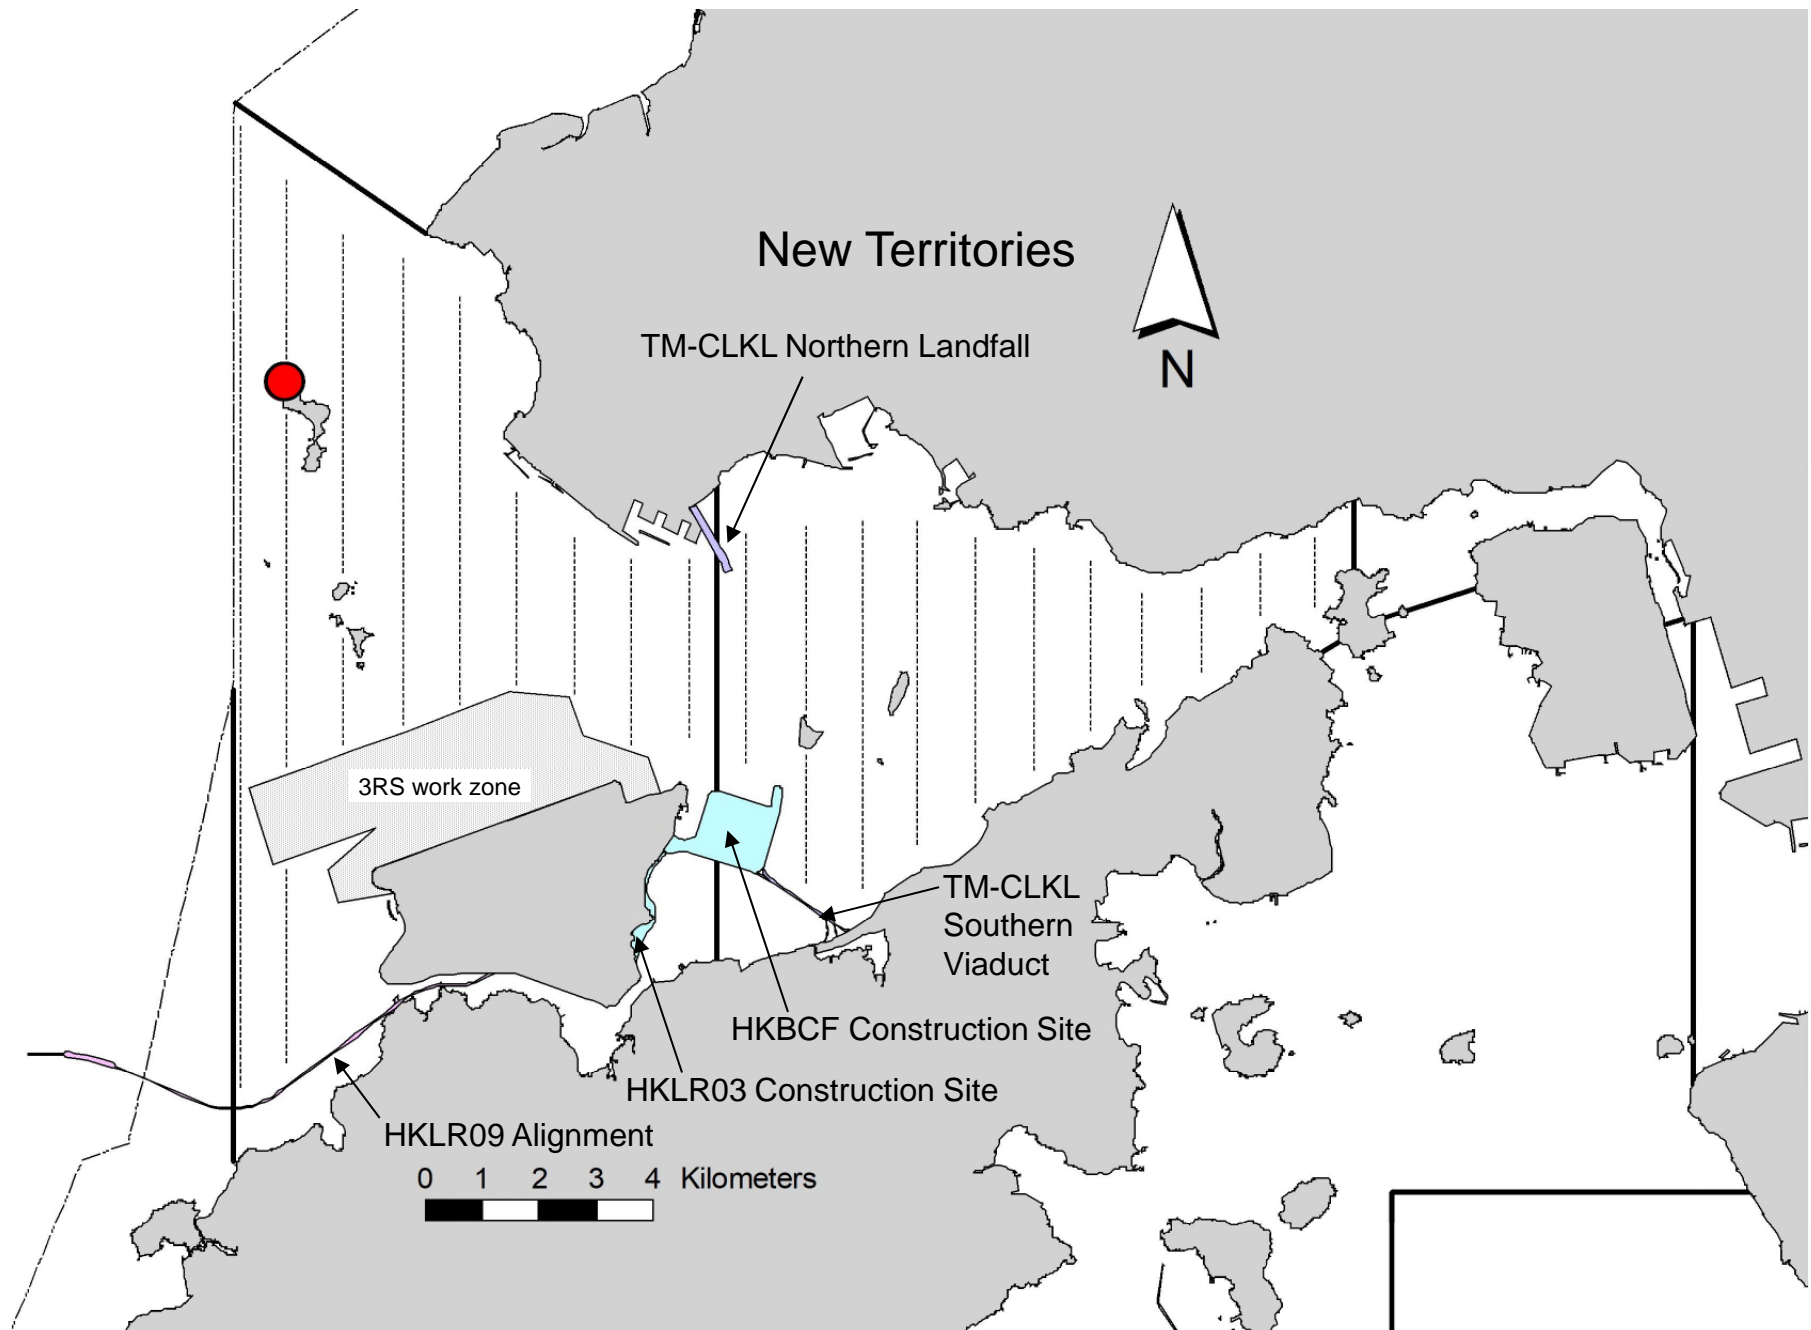 New Territories
TM-CLKL Northern Landfall
N
3RS work zone
TM-CLKL
Southern
Viaduct
HKBCF Construction Site
HKLR03 Construction Site
HKLR09 Alignment
0 1 2 3 4 Kilometers